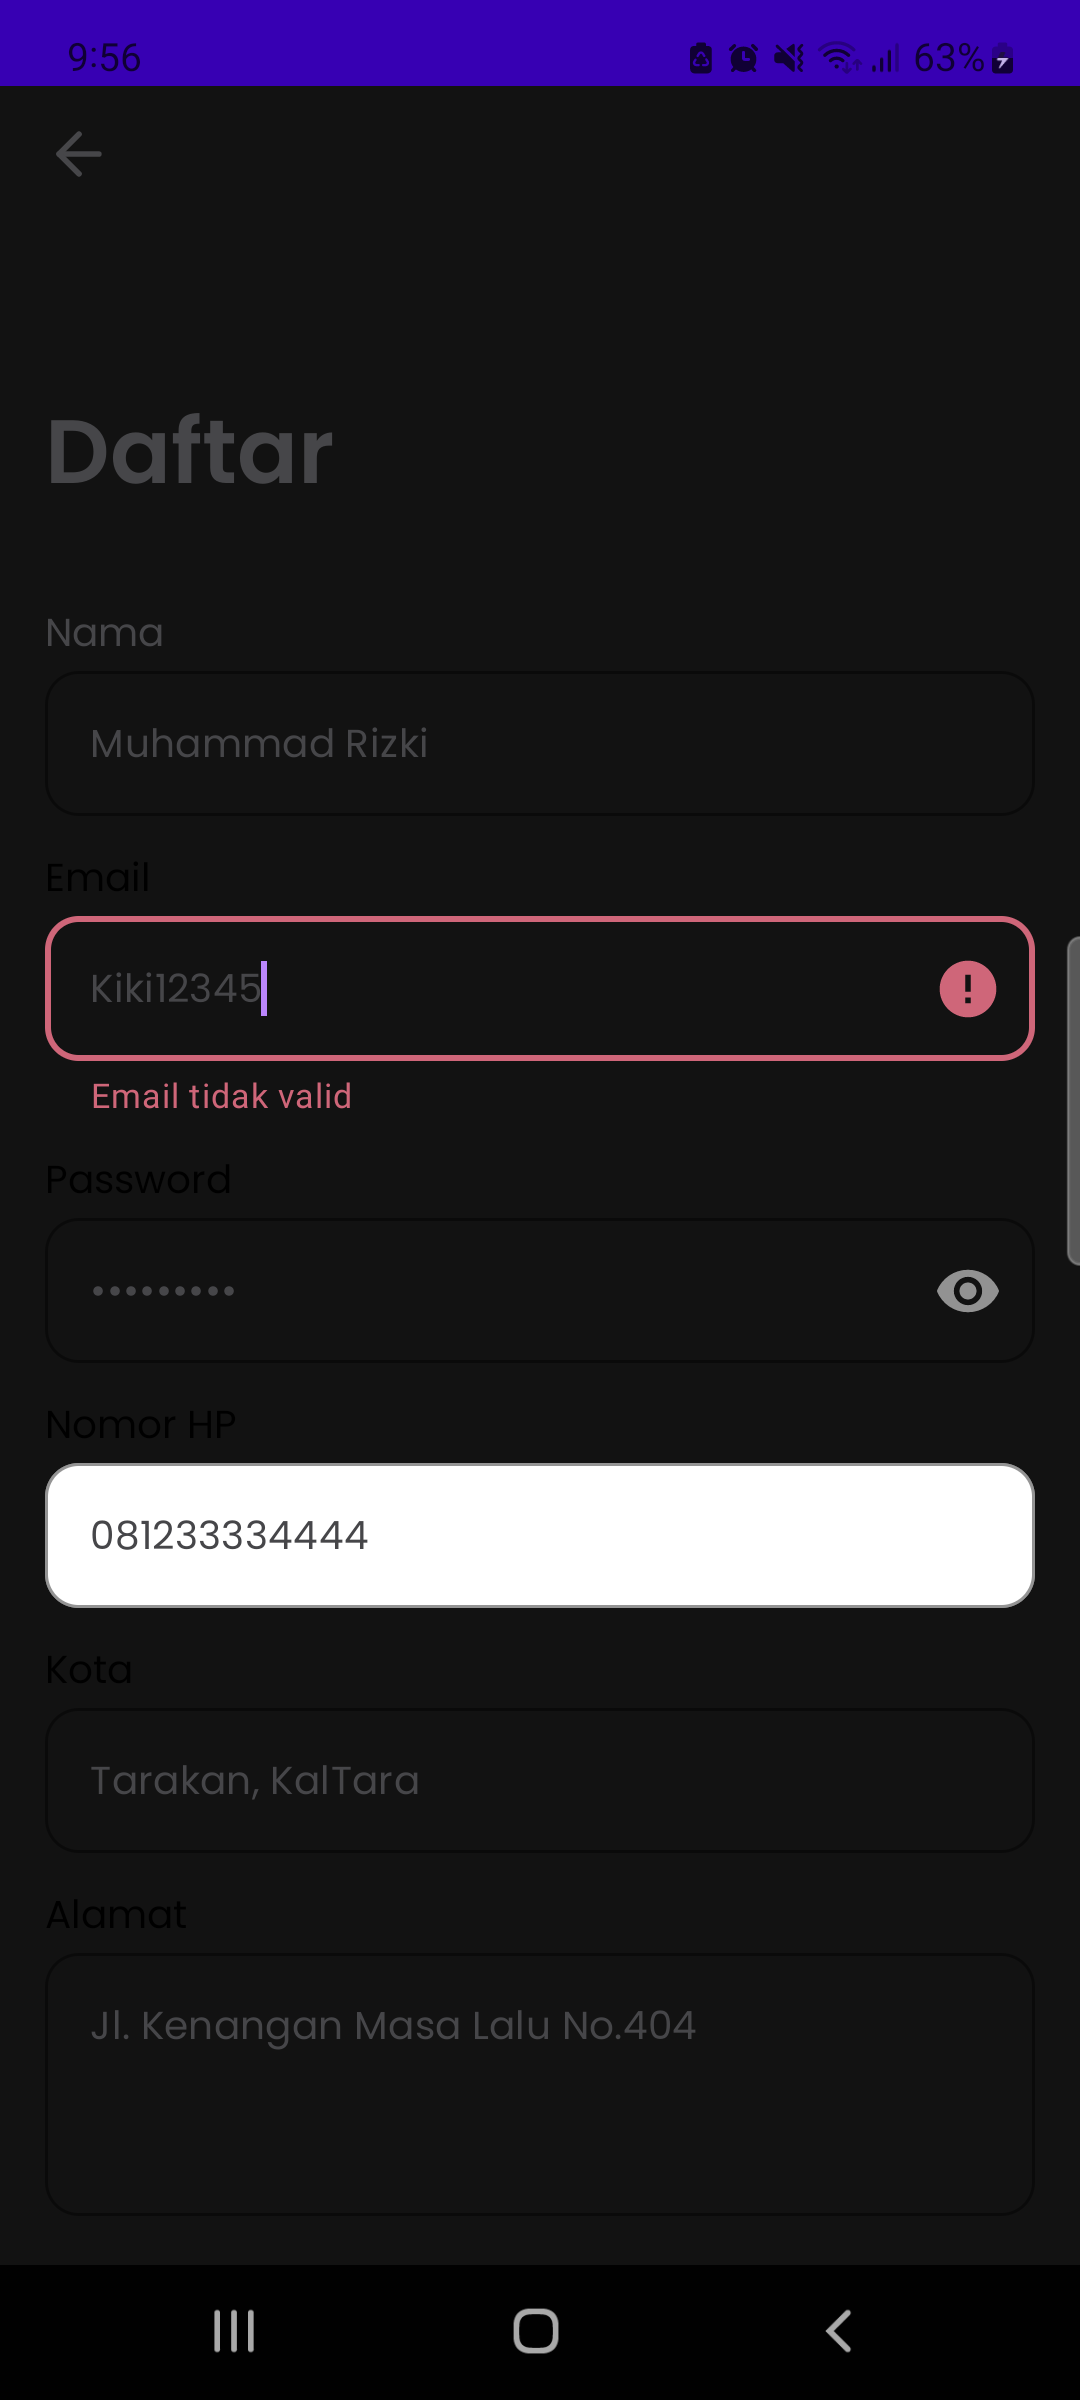 9:56
63%
Daftar
Nama
Muhammad Rizki
Email
Kiki12345
Email tidak valid
Password
•••••••••
Nomor HP
081233334444
Kota
Tarakan, KalTara
Alamat
Jl. Kenangan Masa Lalu No.404